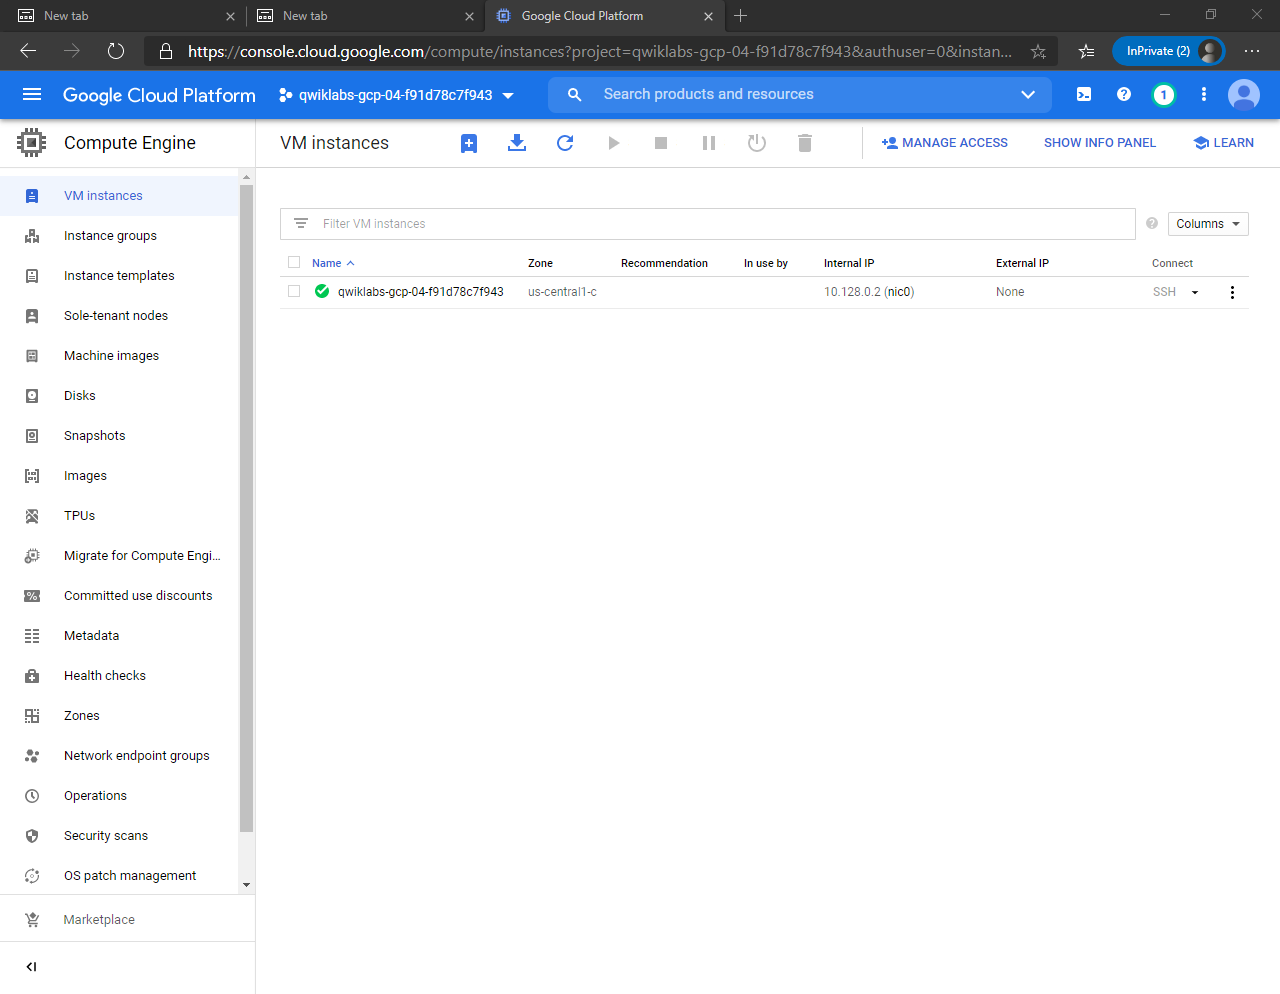 New tab
New tab
Google Cloud Platform
https://console.cloud.google.com/compute/instances?project=qwiklabs-gcp-04-f91d78c7f943&authuser=0&instan...
InPrivate (2)
Google Cloud Platform
qwiklabs-gcp-04-f91d78c7f943
Search products and resources
1
Compute Engine
VM instances
MANAGE ACCESS
SHOW INFO PANEL
LEARN
VM instances
Instance groups
Instance templates
Sole-tenant nodes
Machine images
Disks
Snapshots
Images
TPUs
Migrate for Compute Engi...
Committed use discounts
Metadata
Health checks
Zones
Network endpoint groups
Operations
Security scans
OS patch management
Marketplace
Filter VM instances
Columns
Name Zone Recommendation In use by Internal IP External IP Connect
qwiklabs-gcp-04-f91d78c7f943 us-central1-c 10.128.0.2 (nic0) None SSH